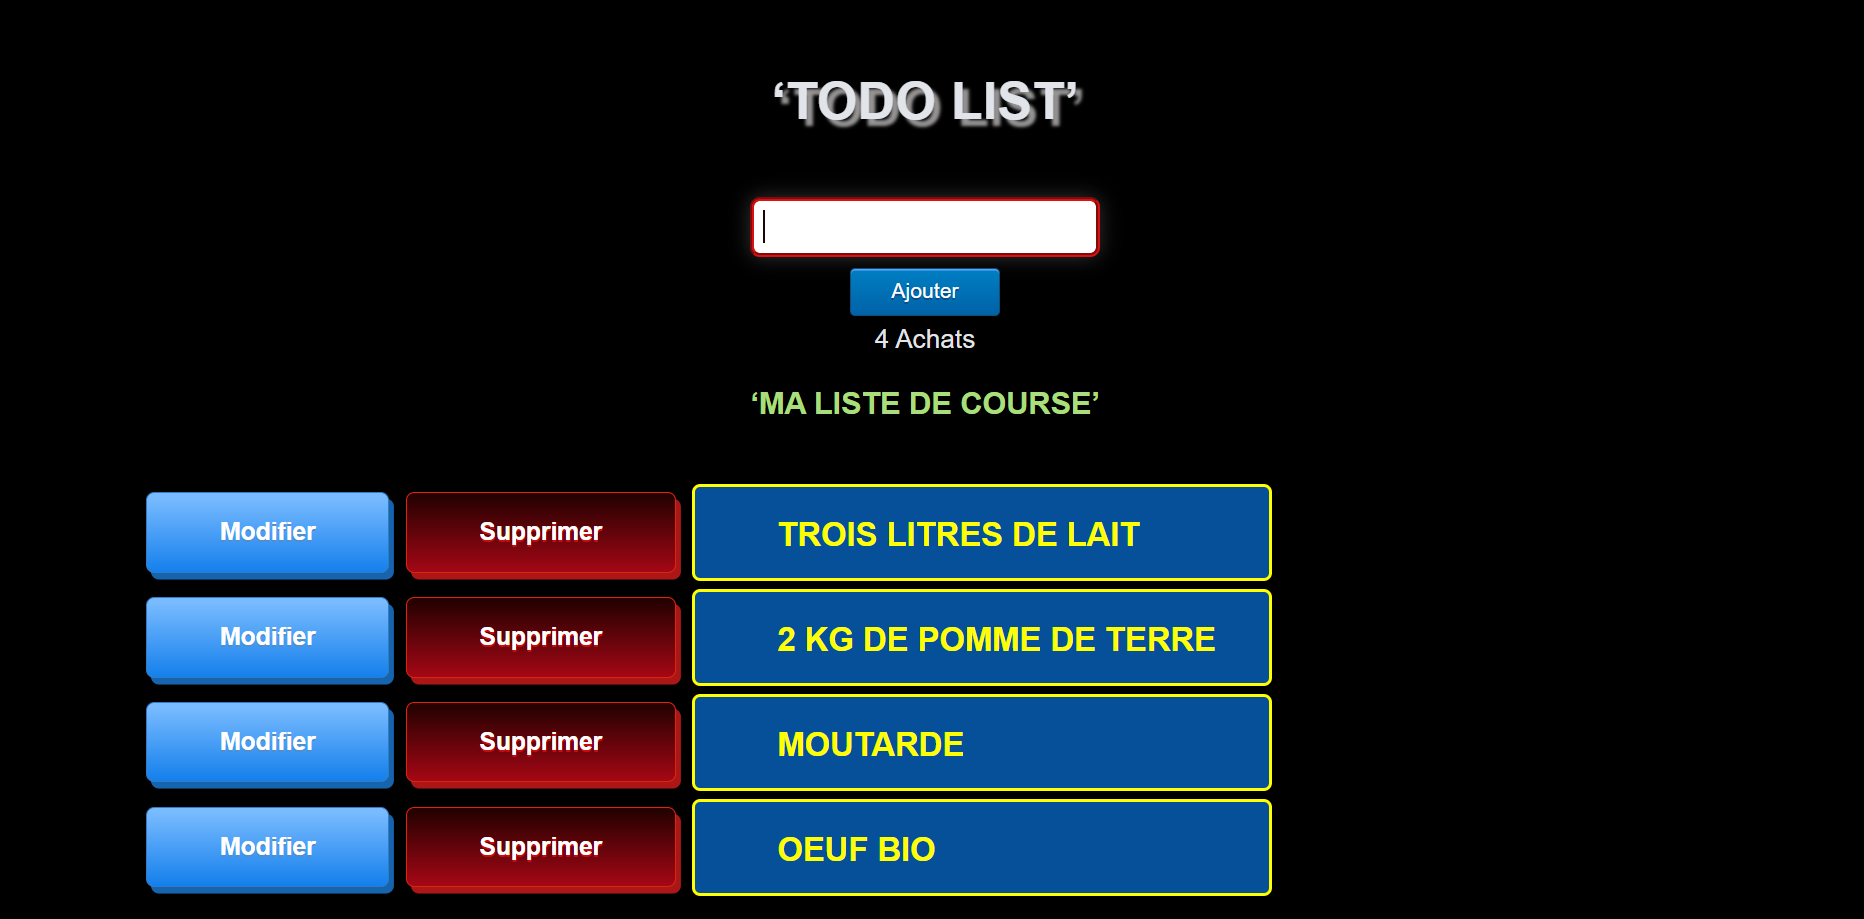 ‘TODO LIST’
Ajouter
4 Achats
‘MA LISTE DE COURSE’
Modifier Supprimer TROIS LITRES DE LAIT
Modifier Supprimer 2 KG DE POMME DE TERRE
Modifier Supprimer MOUTARDE
Modifier Supprimer OEUF BIO